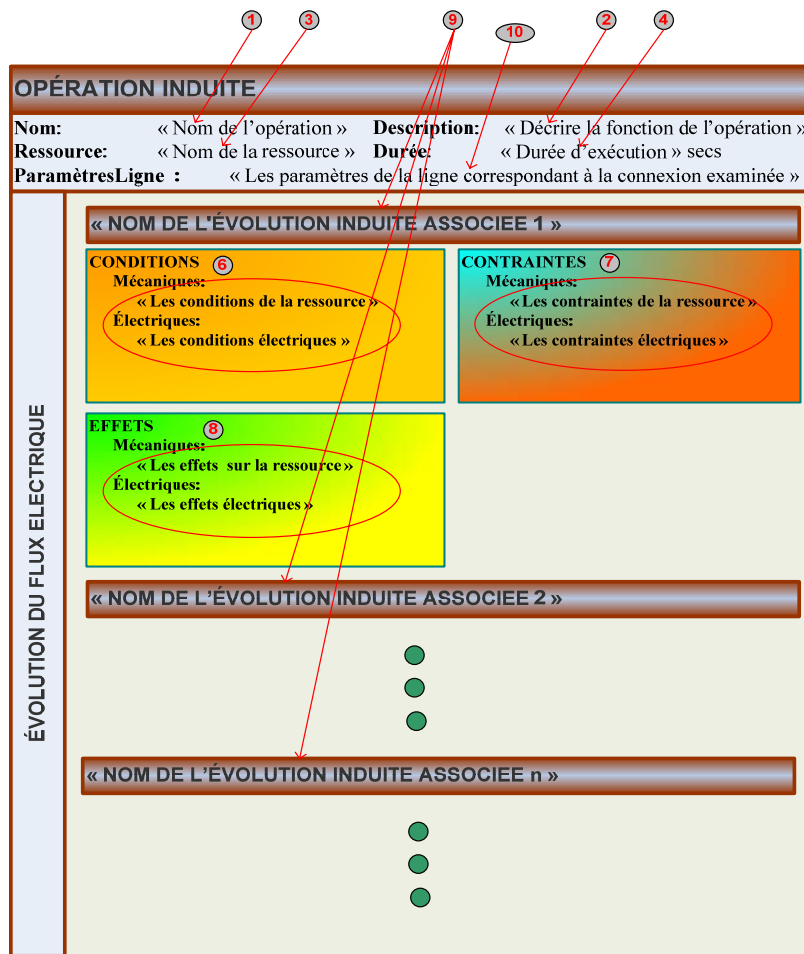 1 3 9 10 2 4
OPÉRATION INDUITE
Nom: « Nom de l’opération » Description: « Décrire la fonction de l’opération »
Ressource: « Nom de la ressource » Durée: « Durée d’exécution » secs
ParamètresLigne : « Les paramètres de la ligne correspondant à la connexion examinée »
ÉVOLUTION DU FLUX ELECTRIQUE
« NOM DE L'ÉVOLUTION INDUITE ASSOCIEE 1 »
CONDITIONS 6
Mécaniques:
« Les conditions de la ressource »
Électriques:
« Les conditions électriques »
CONTRAINTES 7
Mécaniques:
« Les contraintes de la ressource »
Électriques:
« Les contraintes électriques »
EFFETS 8
Mécaniques:
« Les effets sur la ressource »
Électriques:
« Les effets électriques »
« NOM DE L’ÉVOLUTION INDUITE ASSOCIEE 2 »
« NOM DE L’ÉVOLUTION INDUITE ASSOCIEE n »